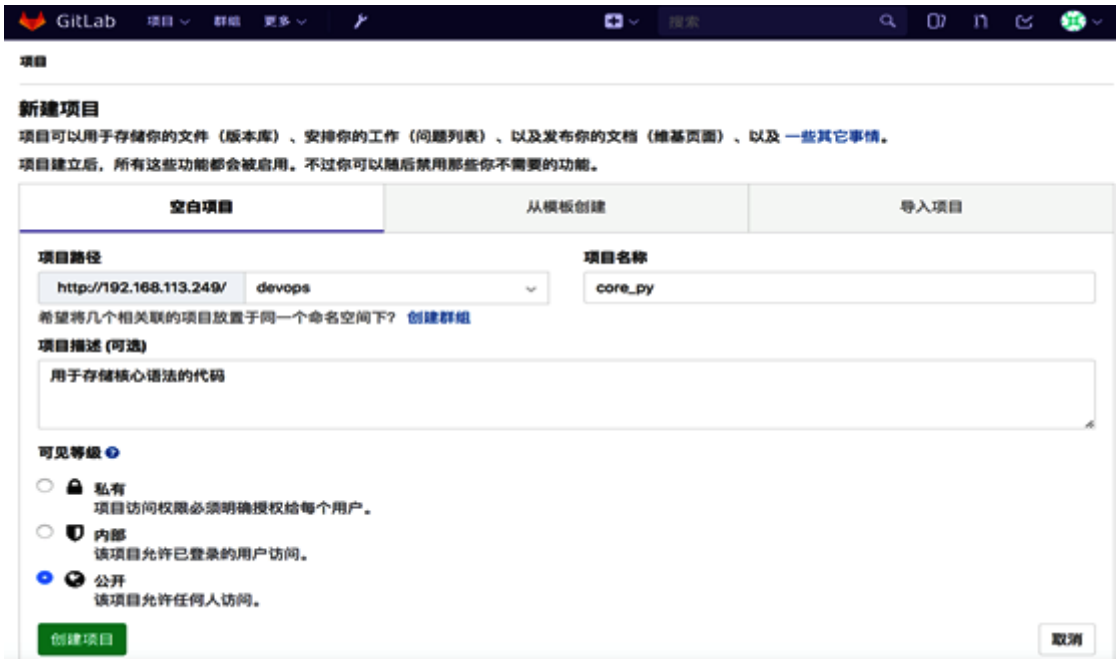 GitLab 项目 群组 更多 搜索
项目
新建项目
项目可以用于存储你的文件（版本库）、安排你的工作（问题列表）、以及发布你的文档（维基页面）、以及 一些其它事情。
项目建立后，所有这些功能都会被启用。不过你可以随后禁用那些你不需要的功能。
空白项目 从模板创建 导入项目
项目路径 项目名称
http://192.168.113.249/ devops core_py
希望将几个相关联的项目放置于同一个命名空间下？ 创建群组
项目描述 (可选)
用于存储核心语法的代码
可见等级
私有
项目访问权限必须明确授权给每个用户。
内部
该项目允许已登录的用户访问。
公开
该项目允许任何人访问。
创建项目 取消